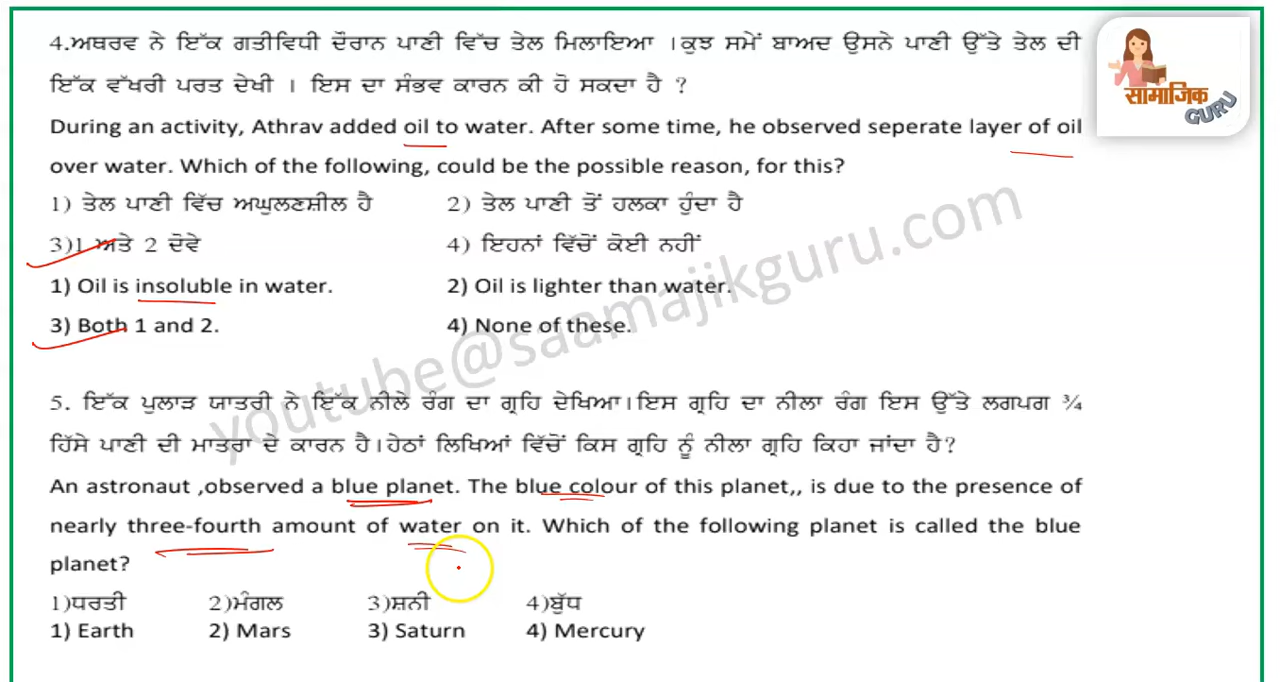 4.ਅਥਰਵ ਨੇ ਇੱਕ ਗਤੀਵਿਧੀ ਦੌਰਾਨ ਪਾਣੀ ਵਿੱਚ ਤੇਲ ਮਿਲਾਇਆ ।ਕੁਝ ਸਮੇਂ ਬਾਅਦ ਉਸਨੇ ਪਾਣੀ ਉੱਤੇ ਤੇਲ ਦੀ
ਇੱਕ ਵੱਖਰੀ ਪਰਤ ਦੇਖੀ । ਇਸ ਦਾ ਸੰਭਵ ਕਾਰਨ ਕੀ ਹੋ ਸਕਦਾ ਹੈ ?
During an activity, Athrav added oil to water. After some time, he observed seperate layer of oil
over water. Which of the following, could be the possible reason, for this?
1) ਤੇਲ ਪਾਣੀ ਵਿੱਚ ਅਘੁਲਣਸ਼ੀਲ ਹੈ 2) ਤੇਲ ਪਾਣੀ ਤੋਂ ਹਲਕਾ ਹੁੰਦਾ ਹੈ
3)1 ਅਤੇ 2 ਦੋਵੇ 4) ਇਹਨਾਂ ਵਿੱਚੋਂ ਕੋਈ ਨਹੀਂ
1) Oil is insoluble in water. 2) Oil is lighter than water.
3) Both 1 and 2. 4) None of these.
5. ਇੱਕ ਪੁਲਾੜ ਯਾਤਰੀ ਨੇ ਇੱਕ ਨੀਲੇ ਰੰਗ ਦਾ ਗ੍ਰਹਿ ਦੇਖਿਆ।ਇਸ ਗ੍ਰਹਿ ਦਾ ਨੀਲਾ ਰੰਗ ਇਸ ਉੱਤੇ ਲਗਪਗ ¾
ਹਿੱਸੇ ਪਾਣੀ ਦੀ ਮਾਤਰਾ ਦੇ ਕਾਰਨ ਹੈ।ਹੇਠਾਂ ਲਿਖਿਆਂ ਵਿੱਚੋਂ ਕਿਸ ਗ੍ਰਹਿ ਨੂੰ ਨੀਲਾ ਗ੍ਰਹਿ ਕਿਹਾ ਜਾਂਦਾ ਹੈ?
An astronaut ,observed a blue planet. The blue colour of this planet,, is due to the presence of
nearly three-fourth amount of water on it. Which of the following planet is called the blue
planet?
1)ਧਰਤੀ 2)ਮੰਗਲ 3)ਸ਼ਨੀ 4)ਬੁੱਧ
1) Earth 2) Mars 3) Saturn 4) Mercury
सामाजिक
GURU
youtube@saamajikguru.com